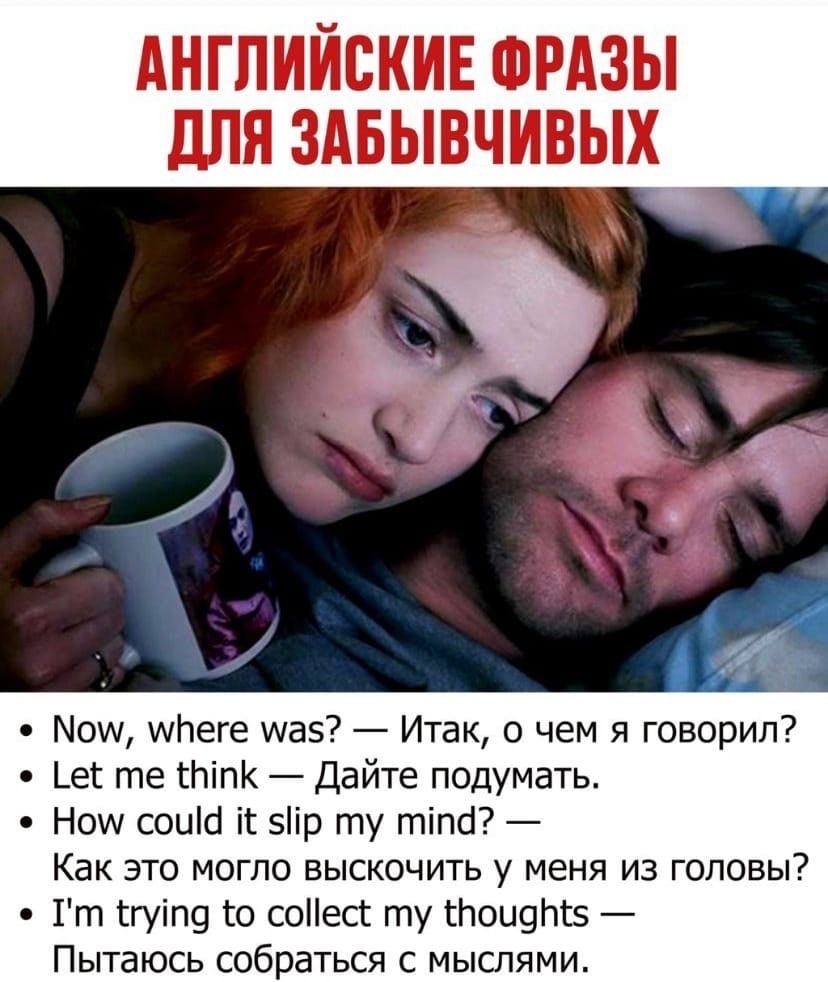 АНГЛИЙСКИЕ ФРАЗЫ
ДЛЯ ЗАБЫВЧИВЫХ
• Now, where was? — Итак, о чем я говорил?
• Let me think — Дайте подумать.
• How could it slip my mind? —
Как это могло выскочить у меня из головы?
• I'm trying to collect my thoughts —
Пытаюсь собраться с мыслями.